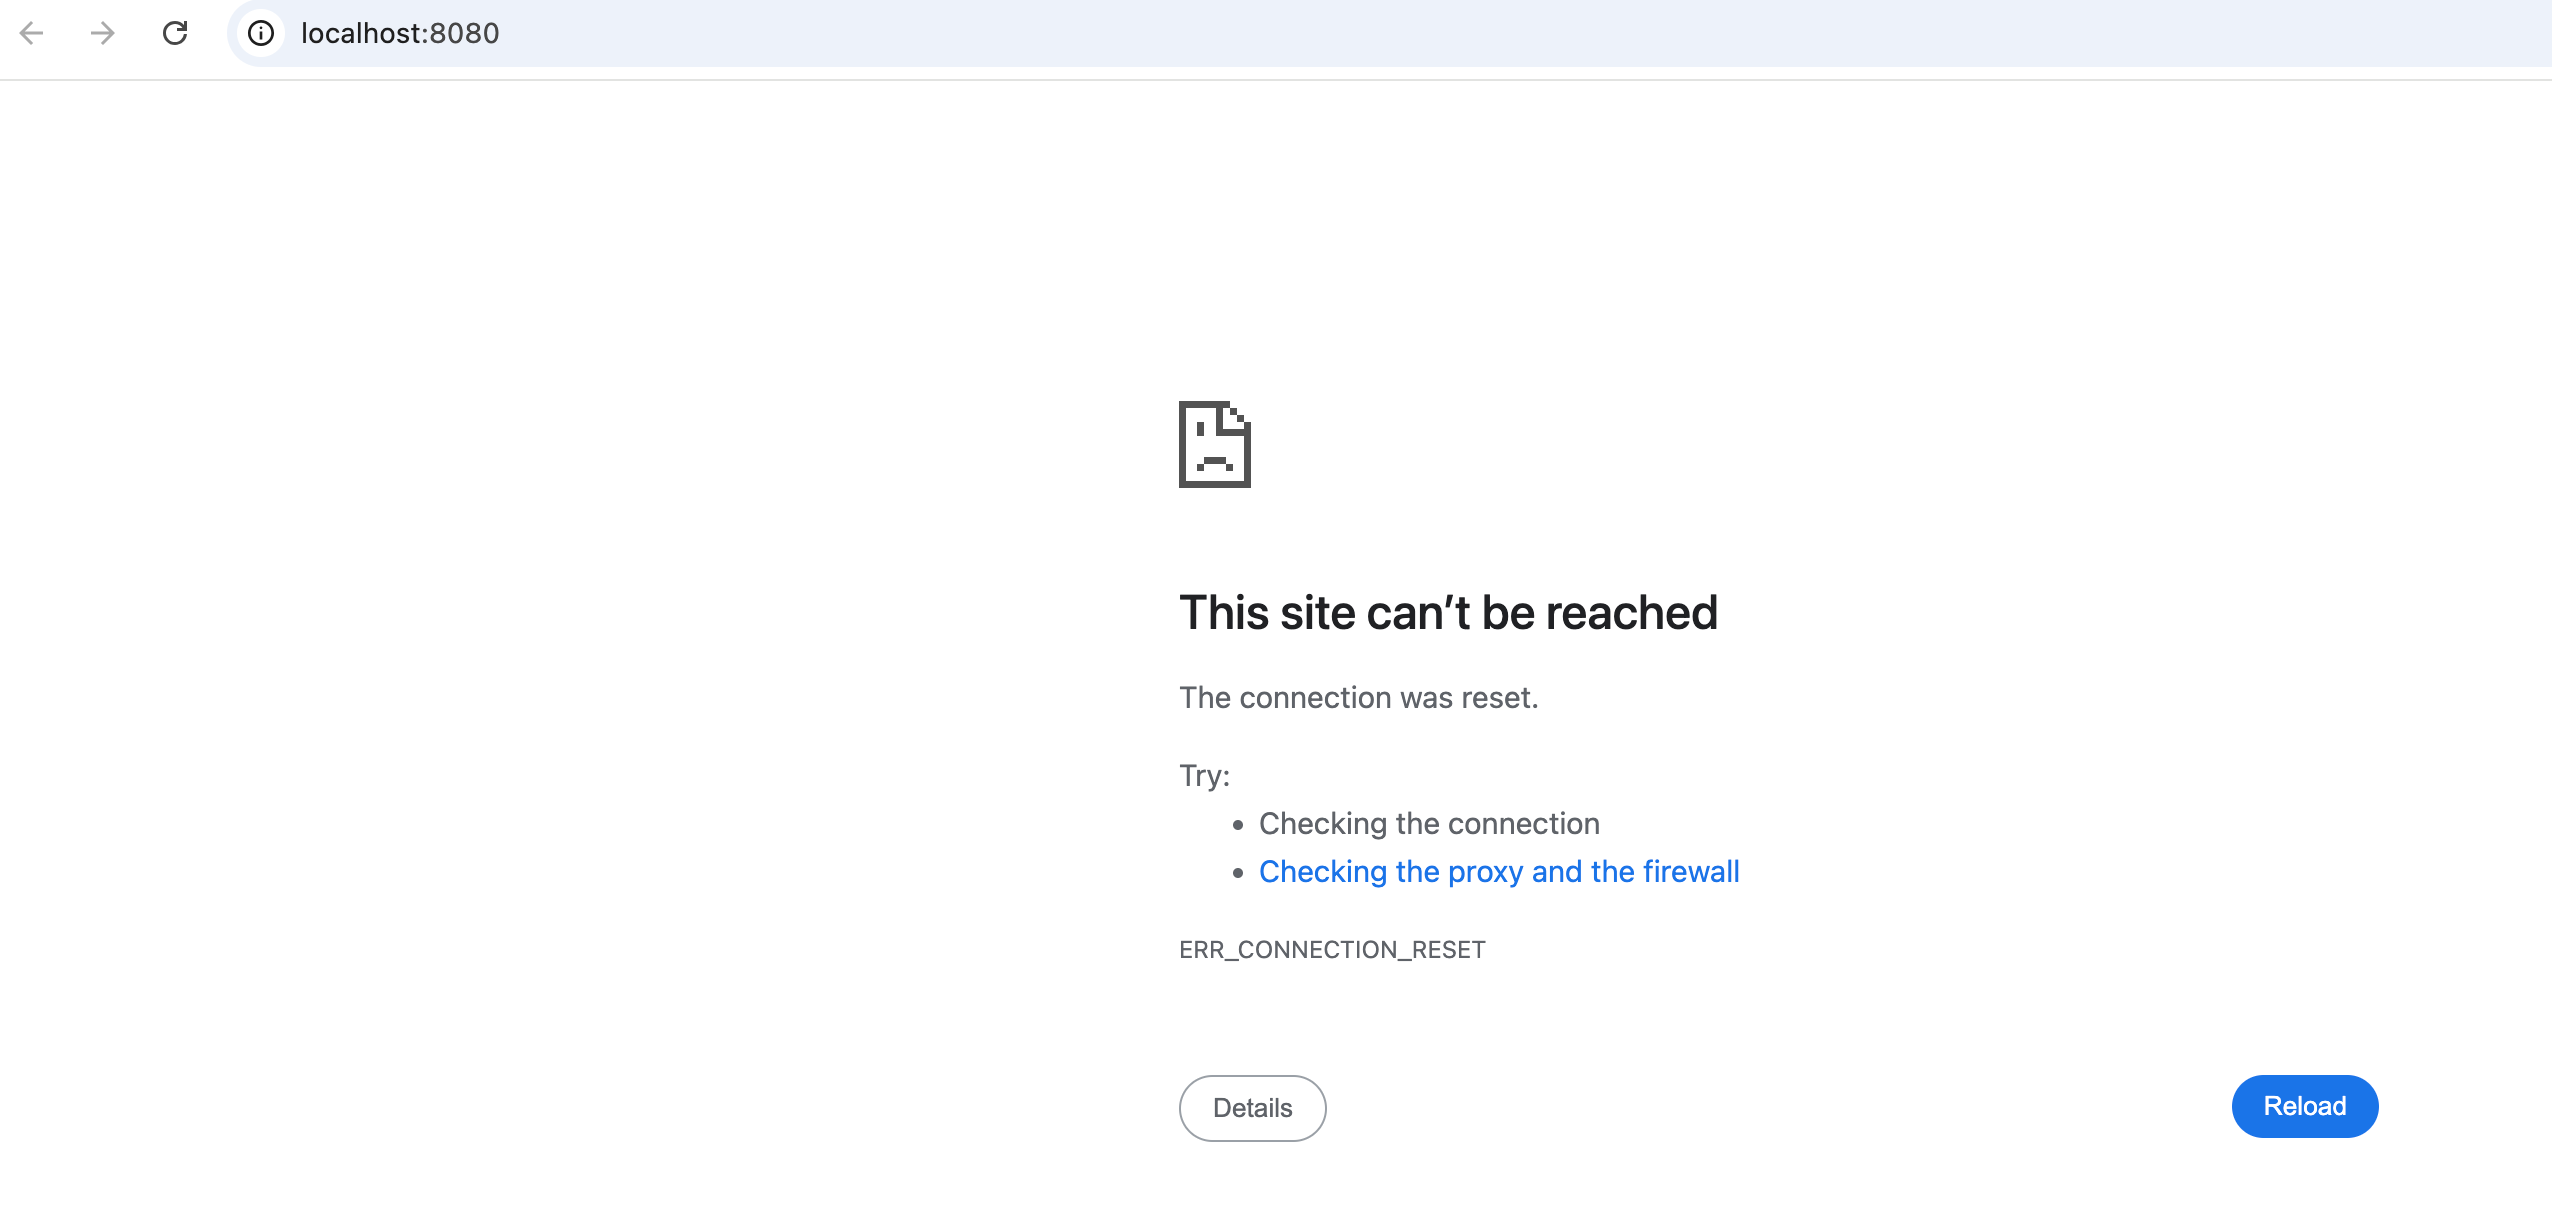 localhost:8080
This site can’t be reached
The connection was reset.
Try:
• Checking the connection
• Checking the proxy and the firewall
ERR_CONNECTION_RESET
Details
Reload